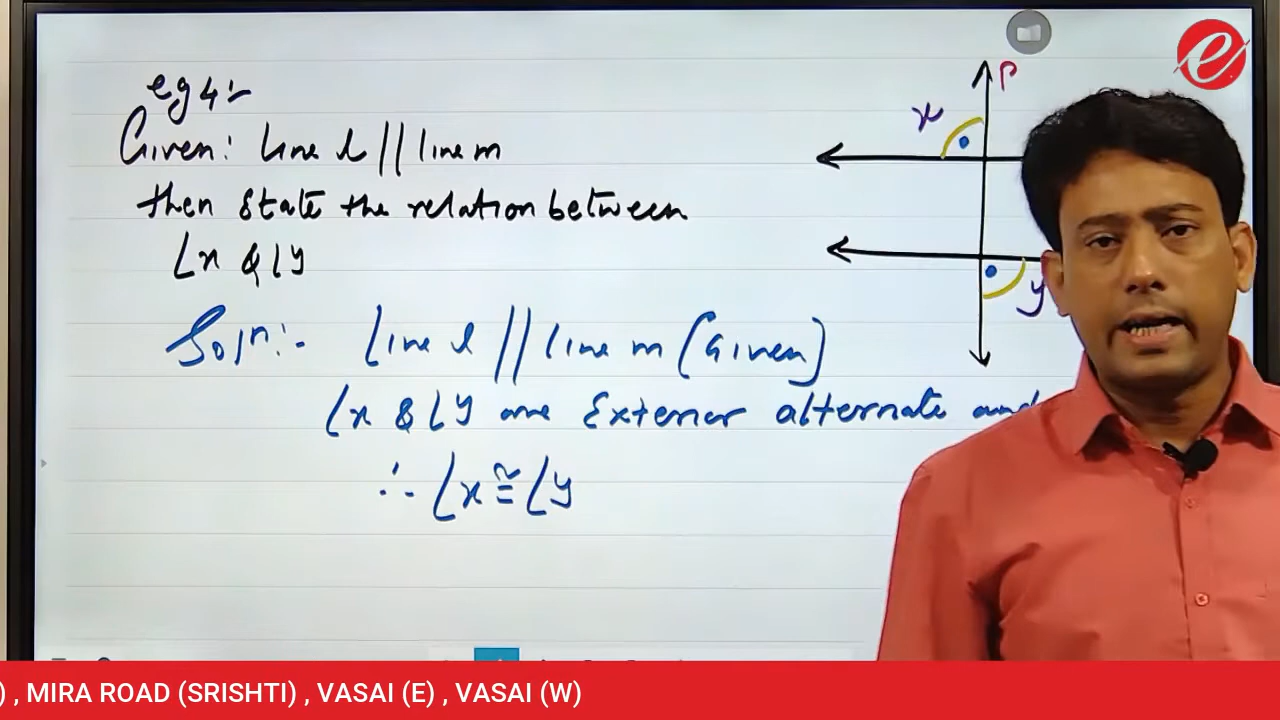 eg 4:-
Given: Line l || line m
then state the relation between
∠x & ∠y
Soln:- Line l || line m (Given)
∠x & ∠y are Exterior alternate
∴ ∠x ≅ ∠y
P
x
y
e
) , MIRA ROAD (SRISHTI) , VASAI (E) , VASAI (W)